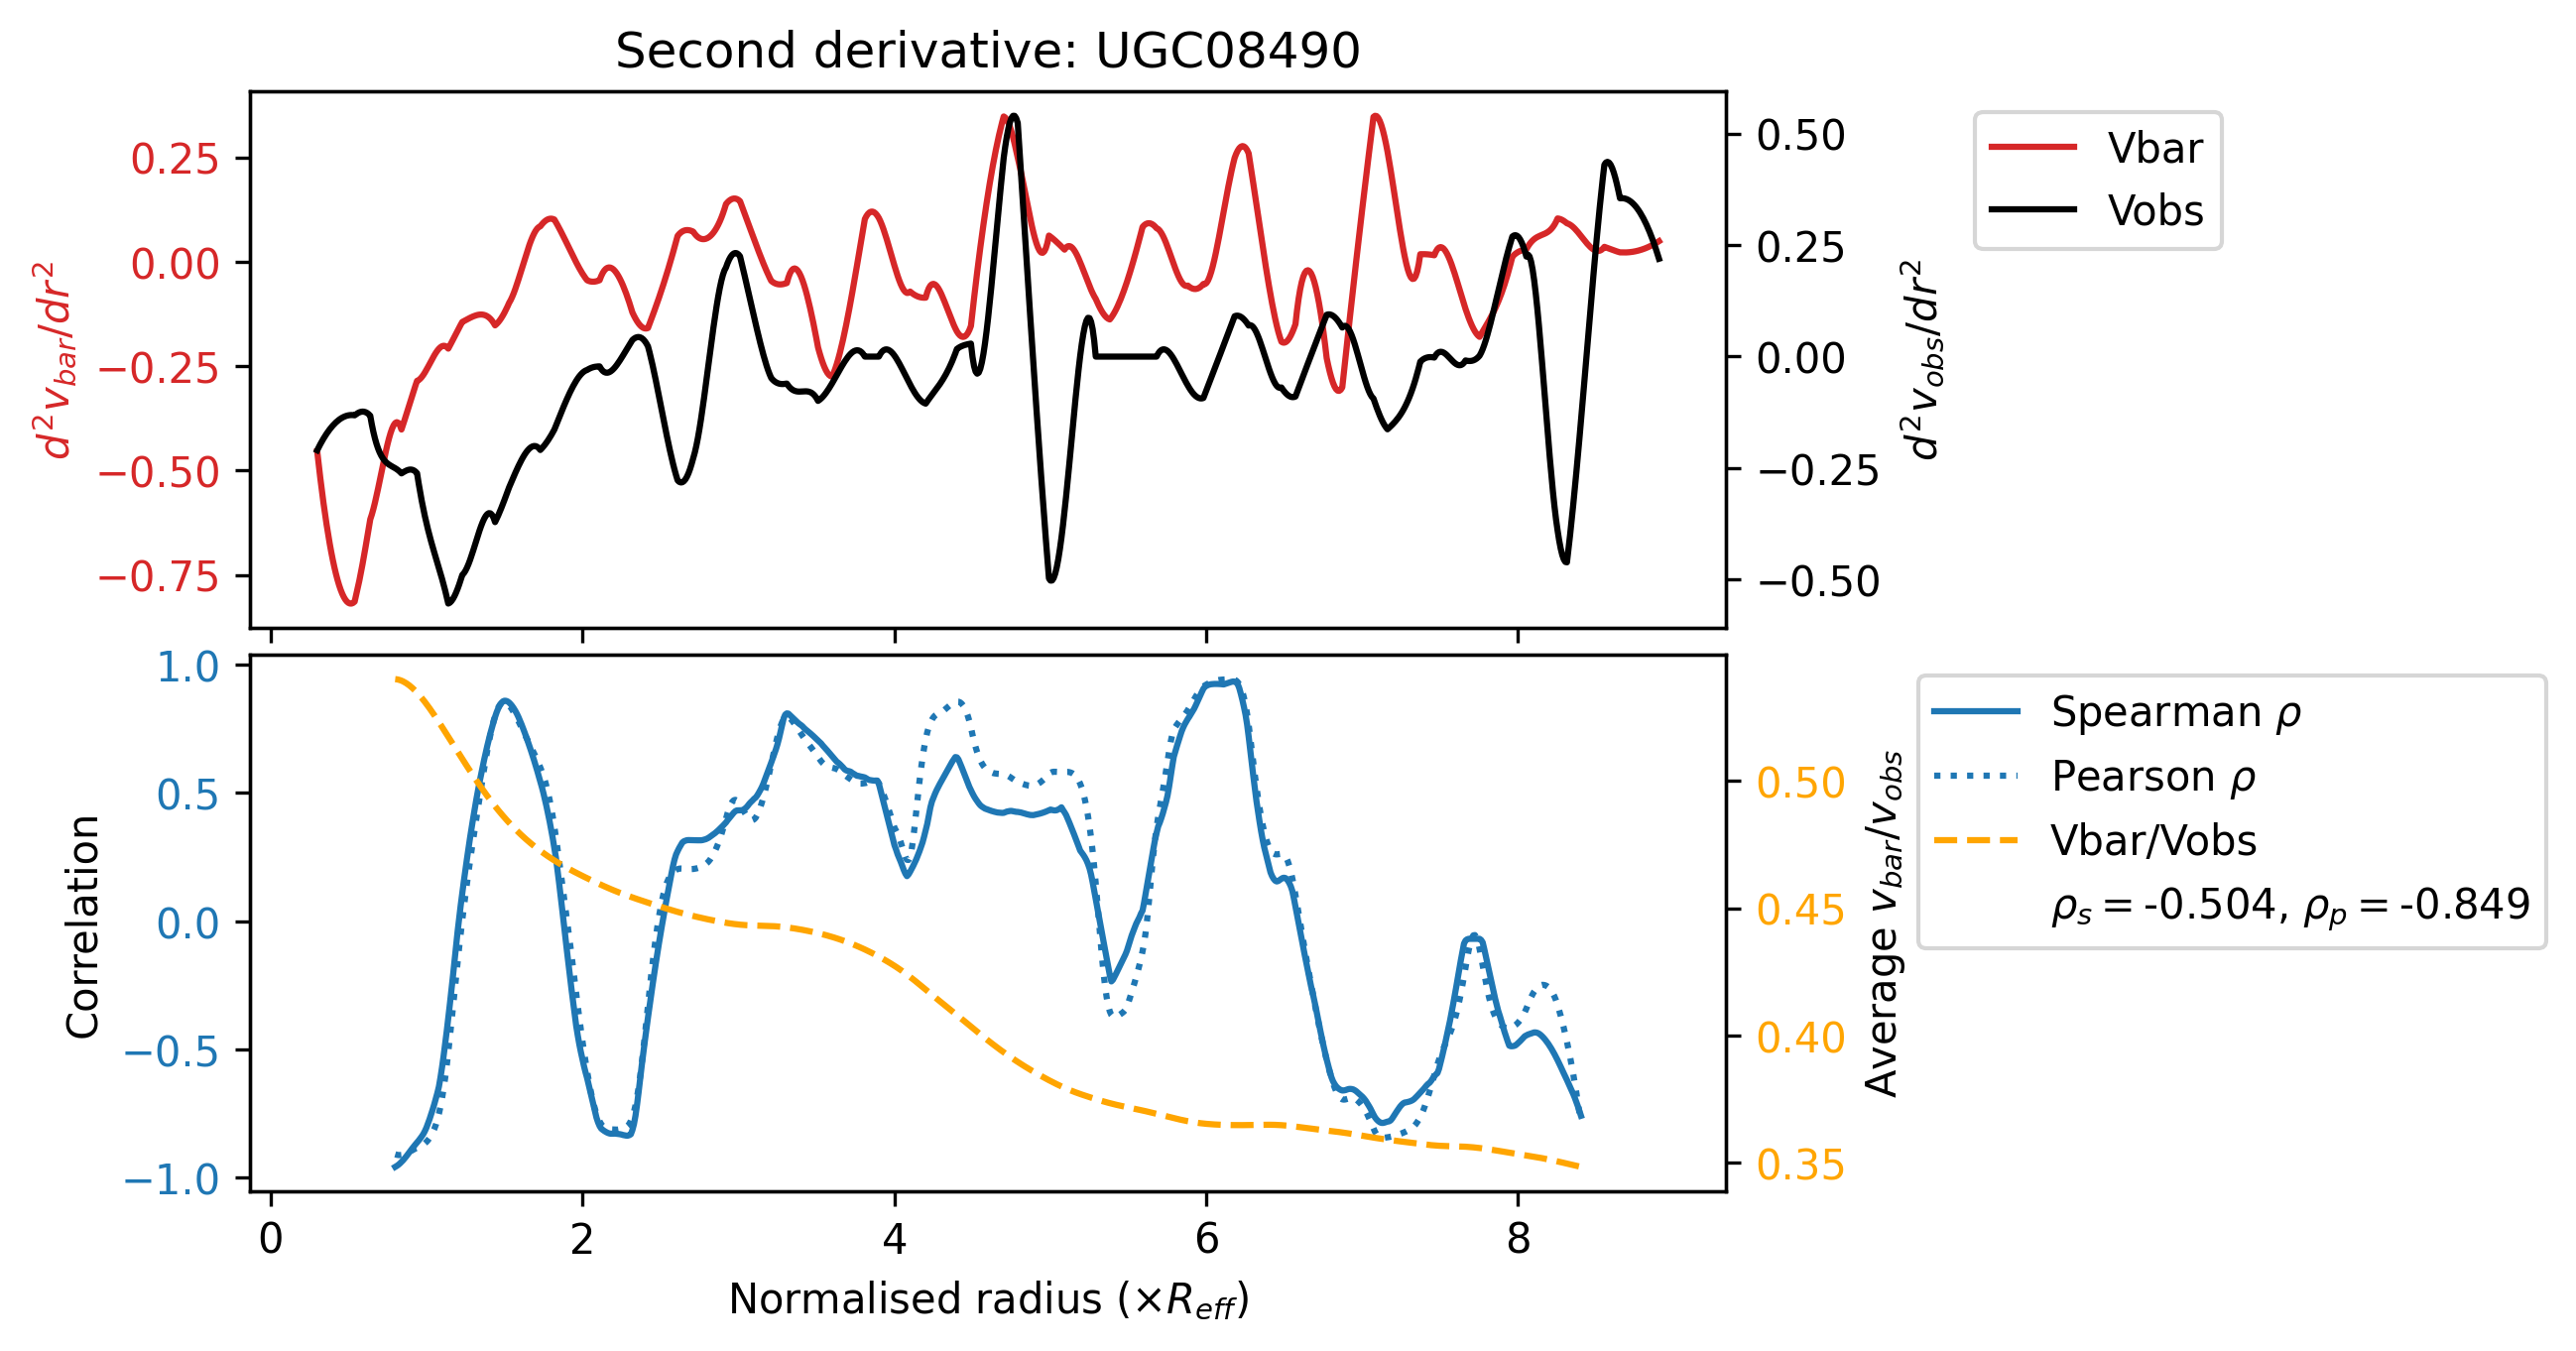 Second derivative: UGC08490
0.25
0.00
−0.25
−0.50
−0.75
d²v_bar/dr²
0.50
0.25
0.00
−0.25
−0.50
d²v_obs/dr²
Vbar
Vobs
1.0
0.5
0.0
−0.5
−1.0
Correlation
0.50
0.45
0.40
0.35
Average v_bar/v_obs
Spearman ρ
Pearson ρ
Vbar/Vobs
ρ_s = -0.504, ρ_p = -0.849
0 2 4 6 8
Normalised radius (×R_eff)